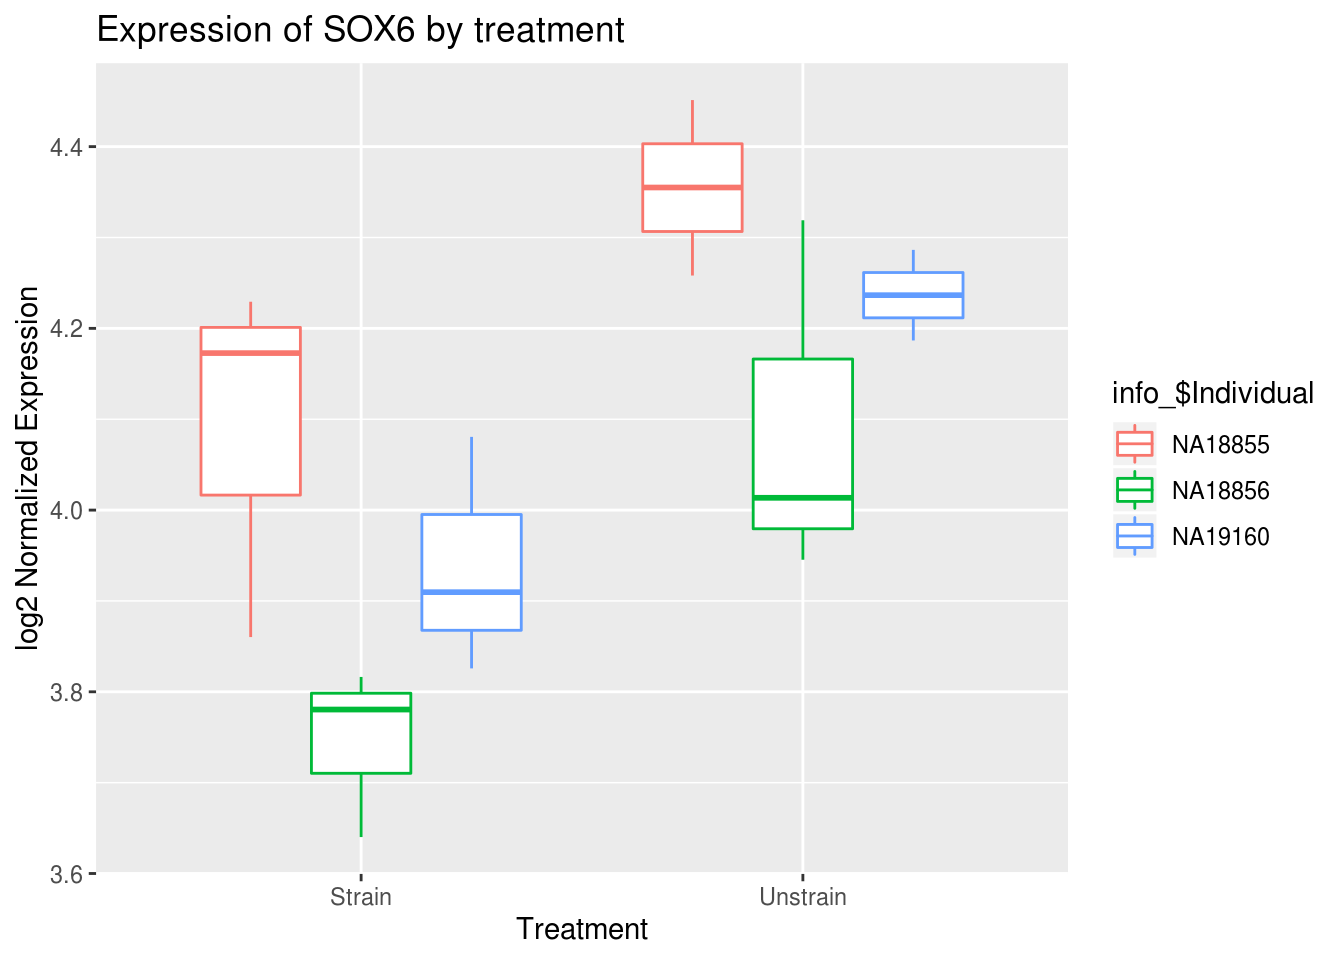 Expression of SOX6 by treatment
log2 Normalized Expression
4.4
4.2
4.0
3.8
3.6
Strain
Unstrain
Treatment
info_$Individual
NA18855
NA18856
NA19160